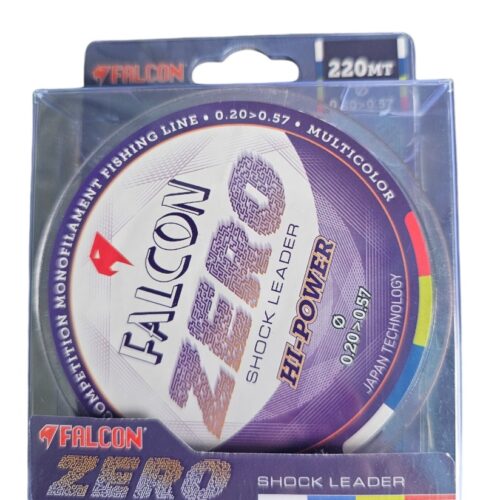 FALCON
220MT
Ø
0.20>0.57
COMPETITION MONOFILAMENT FISHING LINE • 0.20>0.57 • MULTICOLOR
FALCON
ZERO
SHOCK LEADER
HI-POWER
Ø
0.20>0.57
JAPAN TECHNOLOGY
FALCON
ZERO
SHOCK LEADER